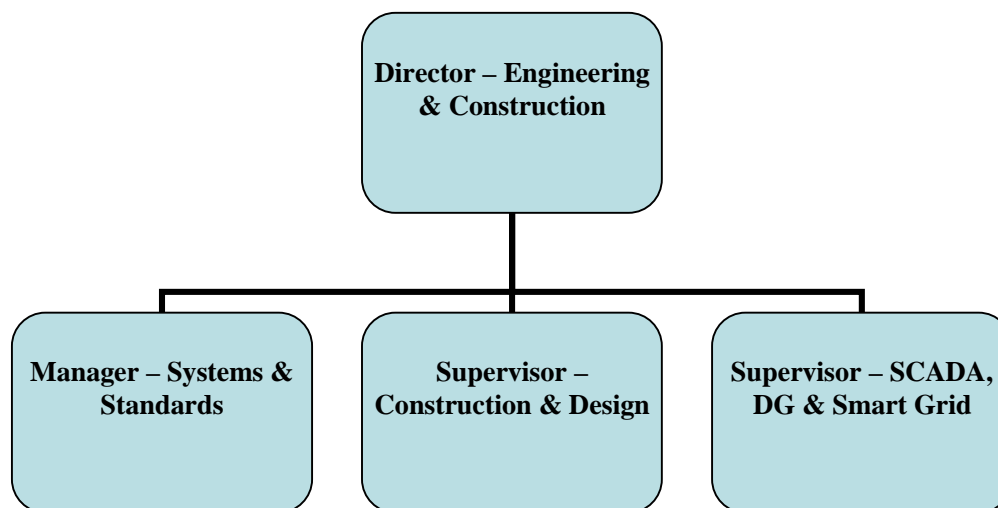 Director – Engineering
& Construction
Manager – Systems &
Standards
Supervisor –
Construction & Design
Supervisor – SCADA,
DG & Smart Grid